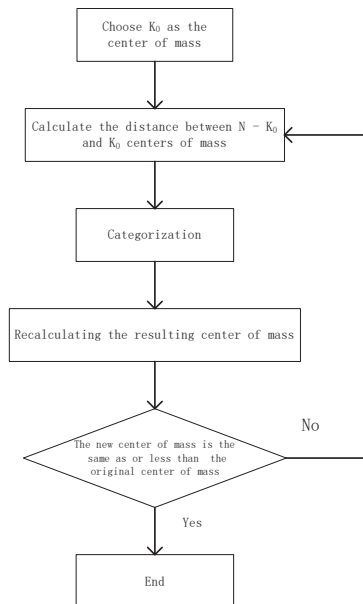 Choose K₀ as the
center of mass
Calculate the distance between N - K₀
and K₀ centers of mass
Categorization
Recalculating the resulting center of mass
The new center of mass is the
same as or less than the
original center of mass
No
Yes
End